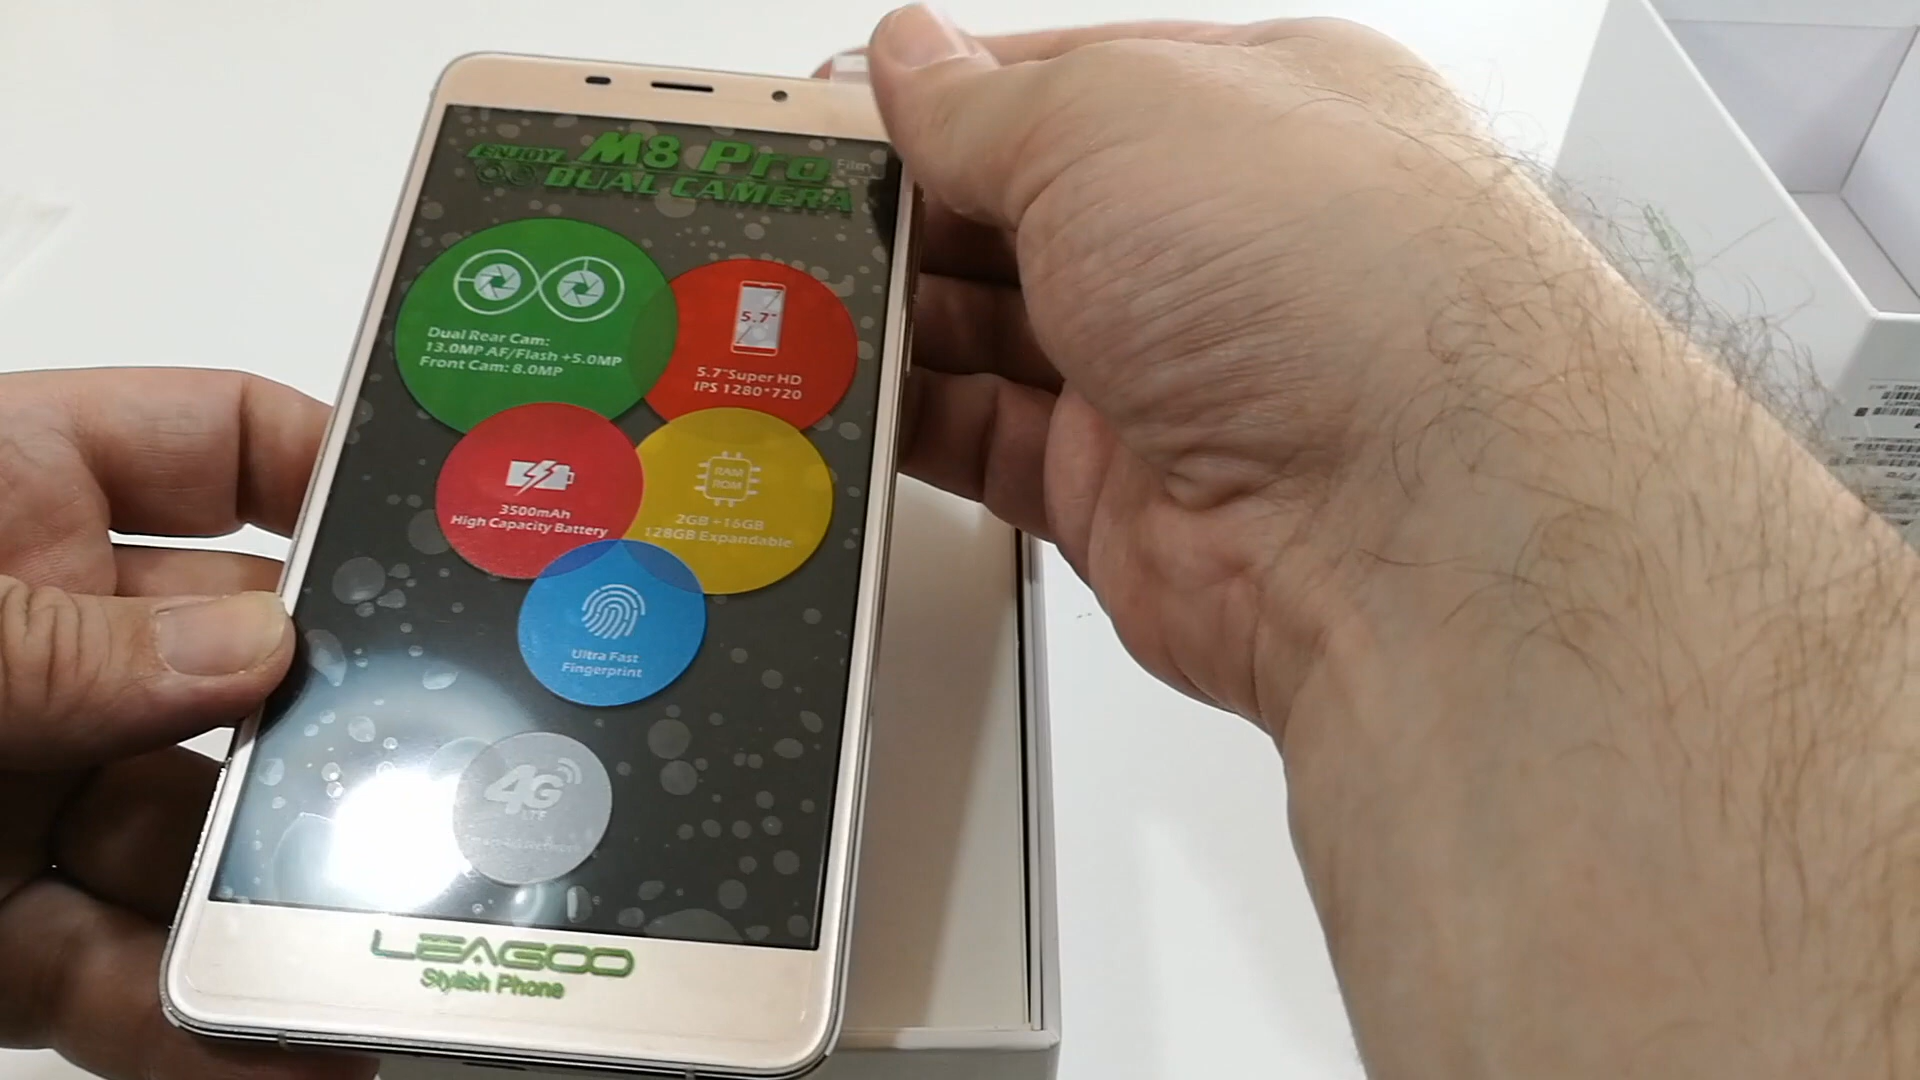 ENJOY M8 Pro
DUAL CAMERA
Film
Dual Rear Cam:
13.0MP AF/Flash +5.0MP
Front Cam: 8.0MP
5.7"
5.7"Super HD
IPS 1280*720
3500mAh
High Capacity Battery
RAM
ROM
2GB +16GB
128GB Expandable
Ultra Fast
Fingerprint
4G
LTE
LEAGOO
Stylish Phone